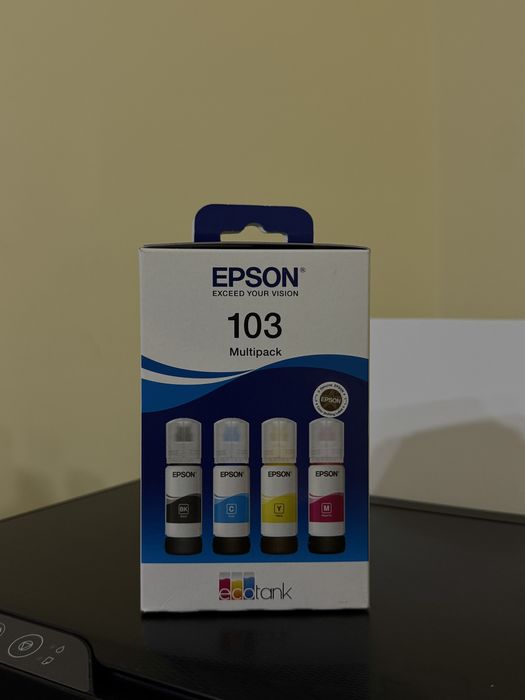 EPSON®
EXCEED YOUR VISION
103
Multipack
EPSON
EPSON EPSON EPSON EPSON
BK C Y M
ecotank